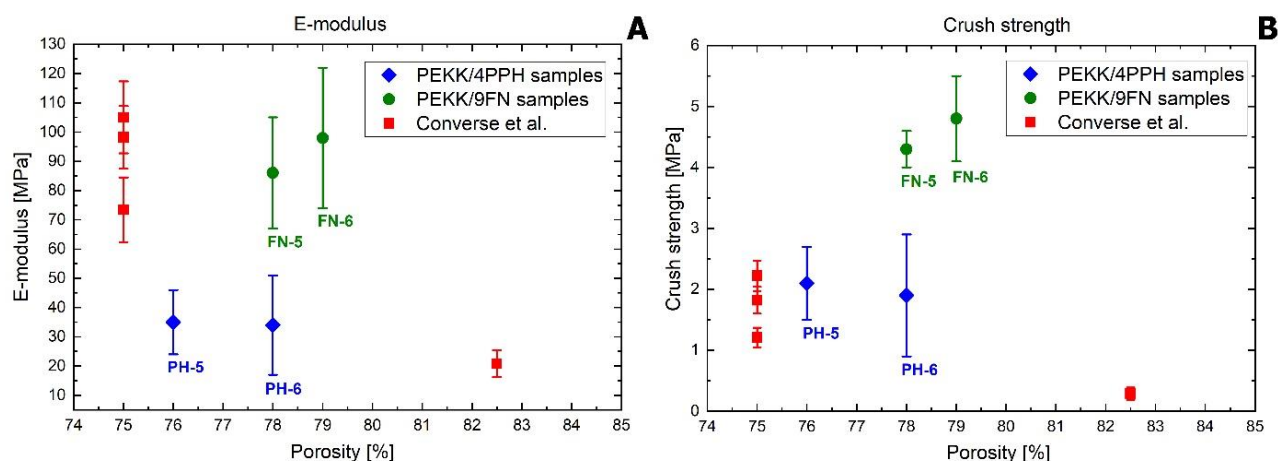 E-modulus
A
130
120
110
100
90
80
70
60
50
40
30
20
10
E-modulus [MPa]
PEKK/4PPH samples
PEKK/9FN samples
Converse et al.
FN-5
FN-6
PH-5
PH-6
74 75 76 77 78 79 80 81 82 83 84 85
Porosity [%]
Crush strength
B
6
5
4
3
2
1
0
Crush strength [MPa]
PEKK/4PPH samples
PEKK/9FN samples
Converse et al.
FN-5
FN-6
PH-5
PH-6
74 75 76 77 78 79 80 81 82 83 84 85
Porosity [%]